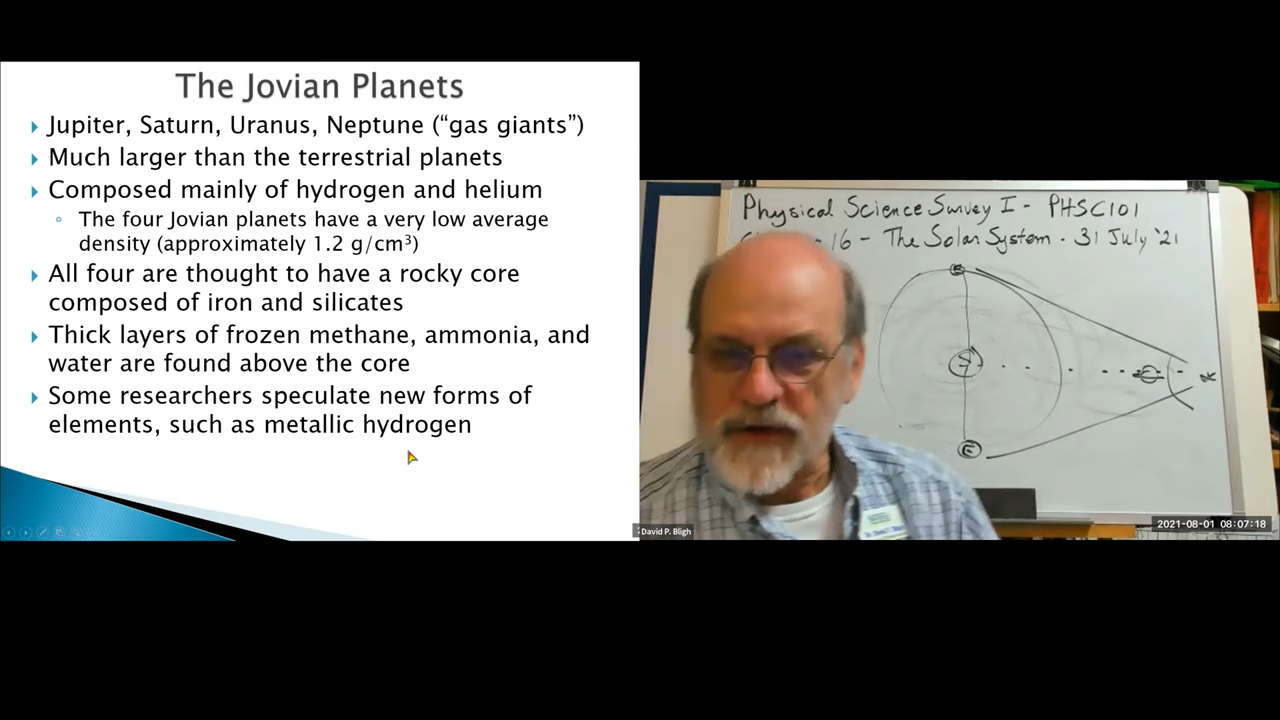 The Jovian Planets
Jupiter, Saturn, Uranus, Neptune (“gas giants”)
Much larger than the terrestrial planets
Composed mainly of hydrogen and helium
The four Jovian planets have a very low average
density (approximately 1.2 g/cm³)
All four are thought to have a rocky core
composed of iron and silicates
Thick layers of frozen methane, ammonia, and
water are found above the core
Some researchers speculate new forms of
elements, such as metallic hydrogen
Physical Science Survey I - PHSC101
16 - The Solar System - 31 July '21
E
2021-08-01 08:07:18
David P. Bligh